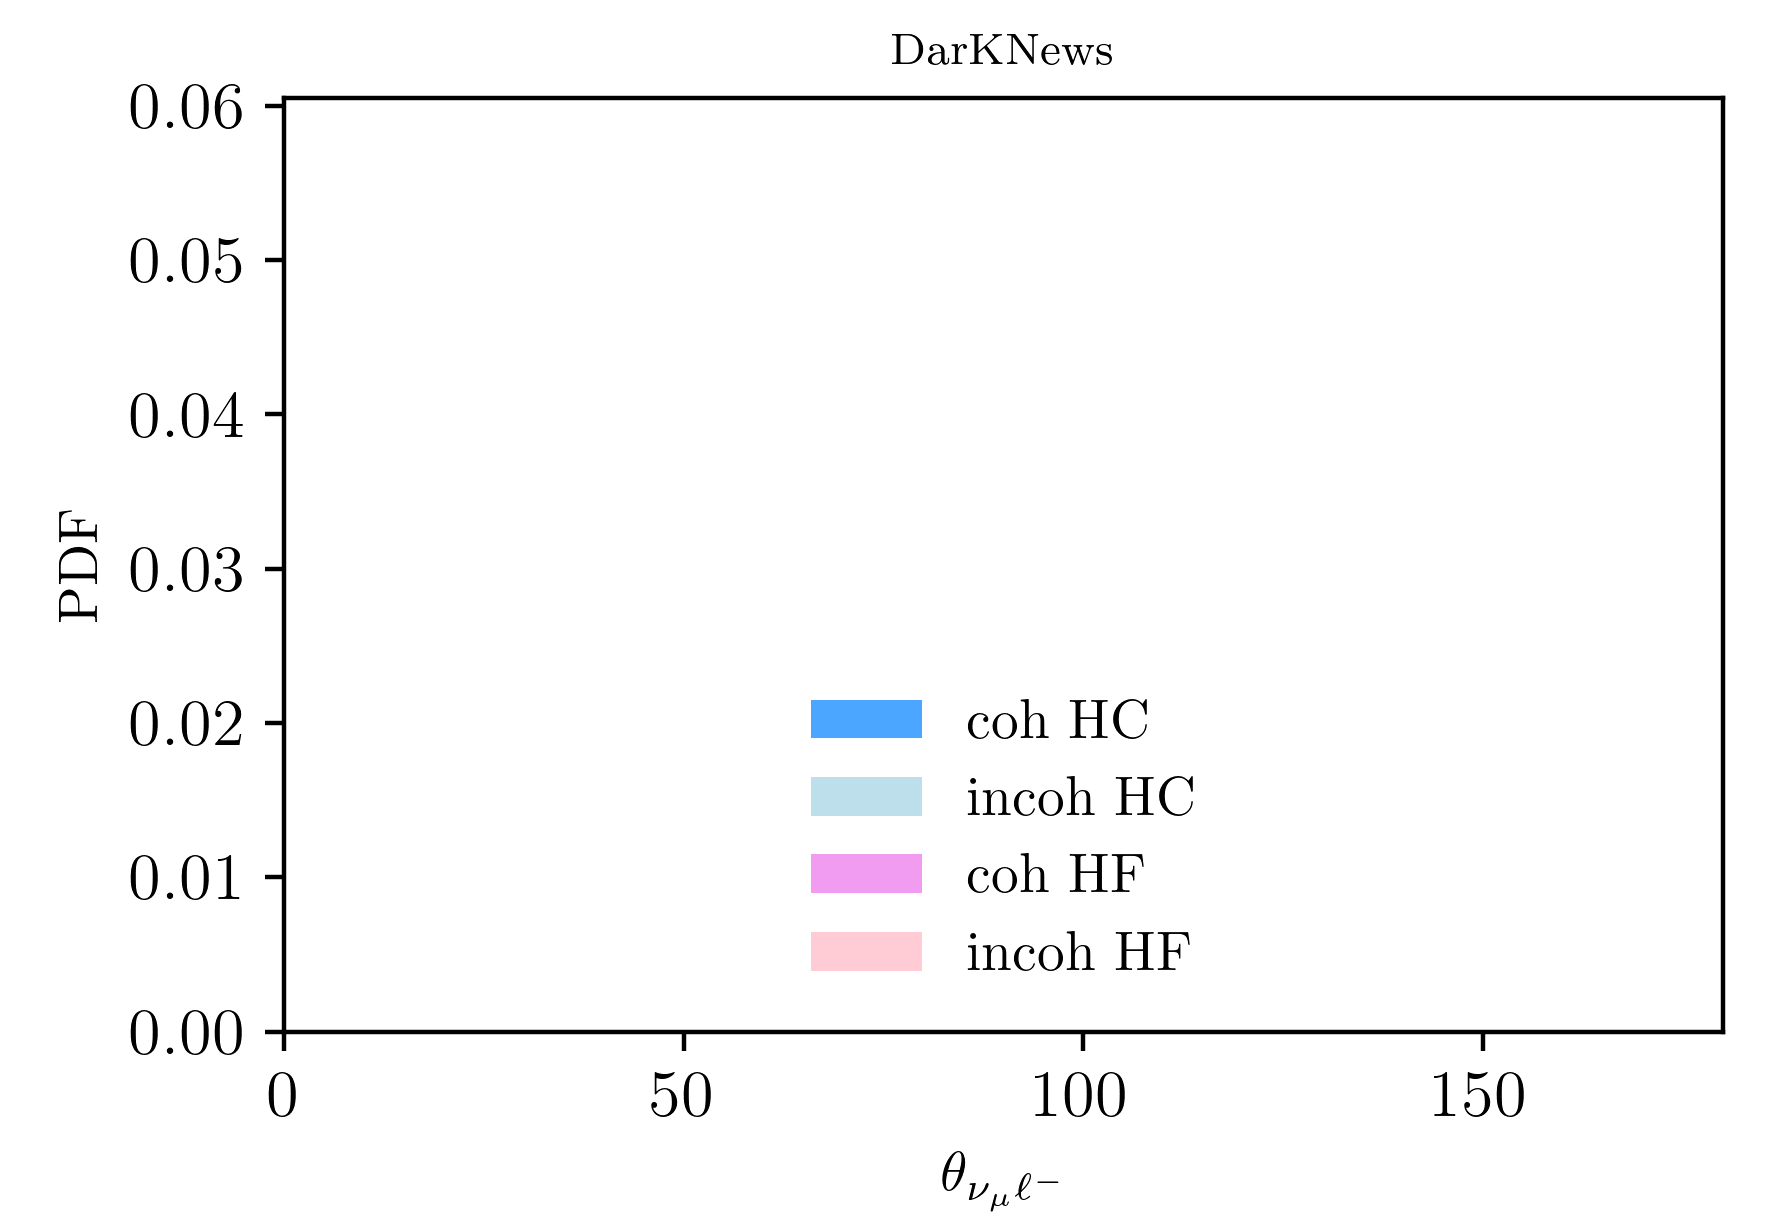 DarKNews
0.06
0.05
0.04
0.03
0.02
0.01
0.00
PDF
coh HC
incoh HC
coh HF
incoh HF
0 50 100 150
θ_{ν_μ ℓ^−}